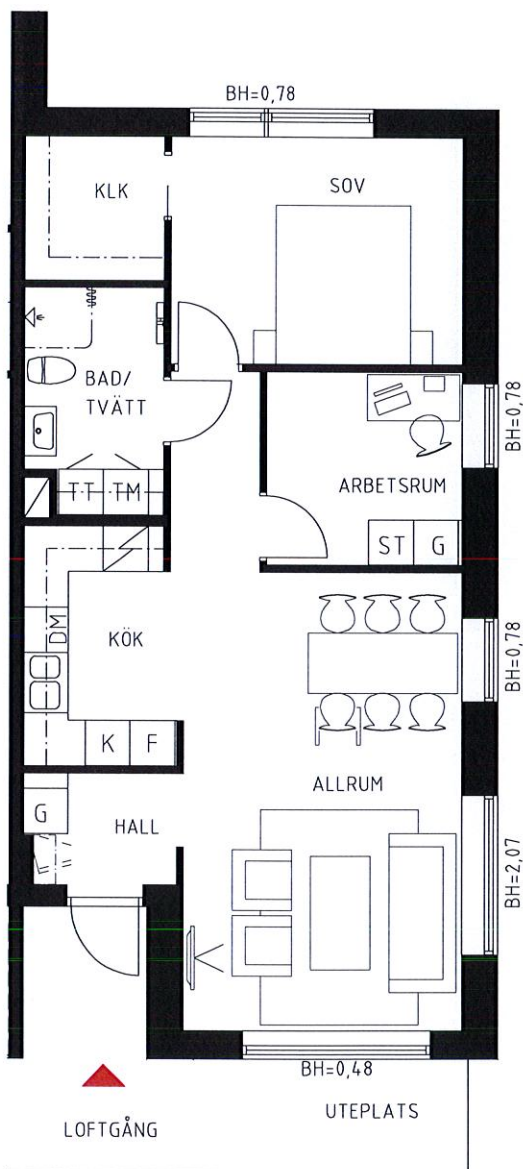 BH=0,78
KLK
SOV
BAD/
TVÄTT
BH=0,78
ARBETSRUM
TT TM
ST G
DM
KÖK
BH=0,78
K F
ALLRUM
G
HALL
BH=2,07
BH=0,48
UTEPLATS
LOFTGÅNG